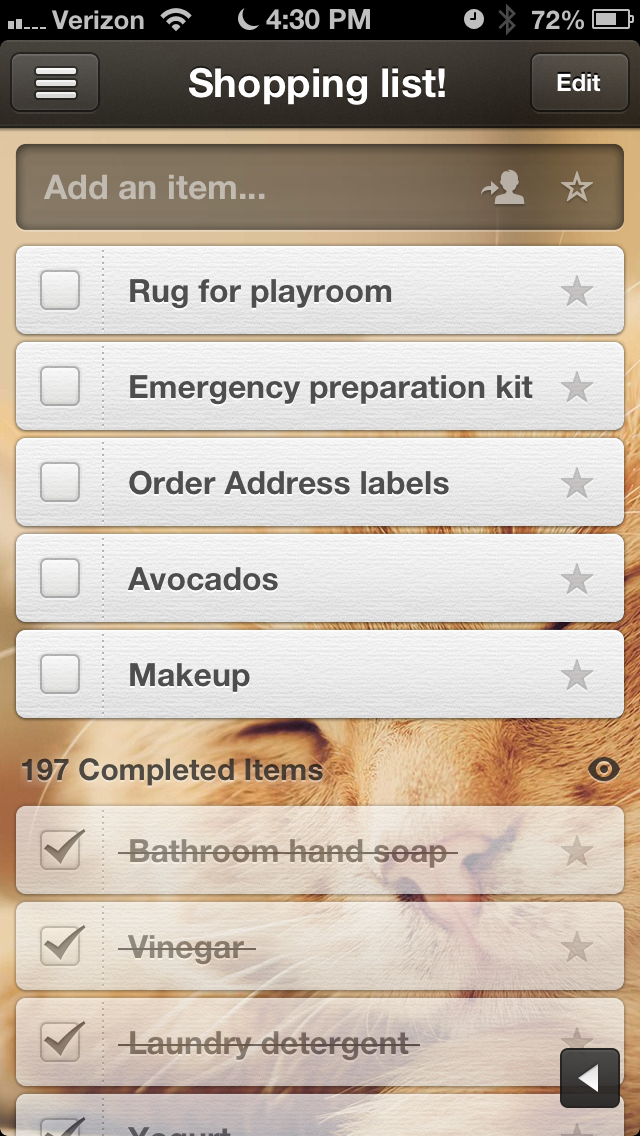 Verizon 4:30 PM 72%
Shopping list!
Edit
Add an item...
Rug for playroom
Emergency preparation kit
Order Address labels
Avocados
Makeup
197 Completed Items
Bathroom hand soap
Vinegar
Laundry detergent
Yogurt